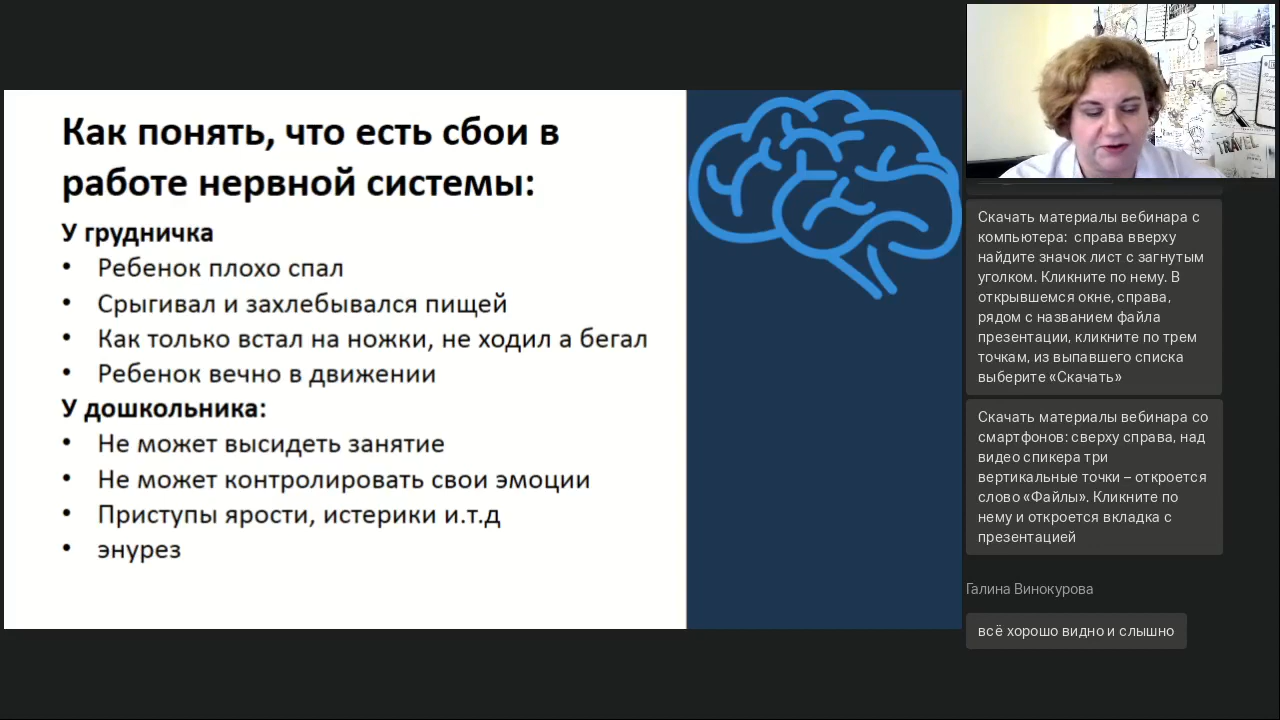 Как понять, что есть сбои в
работе нервной системы:
У грудничка
• Ребенок плохо спал
• Срыгивал и захлебывался пищей
• Как только встал на ножки, не ходил а бегал
• Ребенок вечно в движении
У дошкольника:
• Не может высидеть занятие
• Не может контролировать свои эмоции
• Приступы ярости, истерики и.т.д
• энурез
TRAVEL
Скачать материалы вебинара с
компьютера: справа вверху
найдите значок лист с загнутым
уголком. Кликните по нему. В
открывшемся окне, справа,
рядом с названием файла
презентации, кликните по трем
точкам, из выпавшего списка
выберите «Скачать»
Скачать материалы вебинара со
смартфонов: сверху справа, над
видео спикера три
вертикальные точки – откроется
слово «Файлы». Кликните по
нему и откроется вкладка с
презентацией
Галина Винокурова
всё хорошо видно и слышно